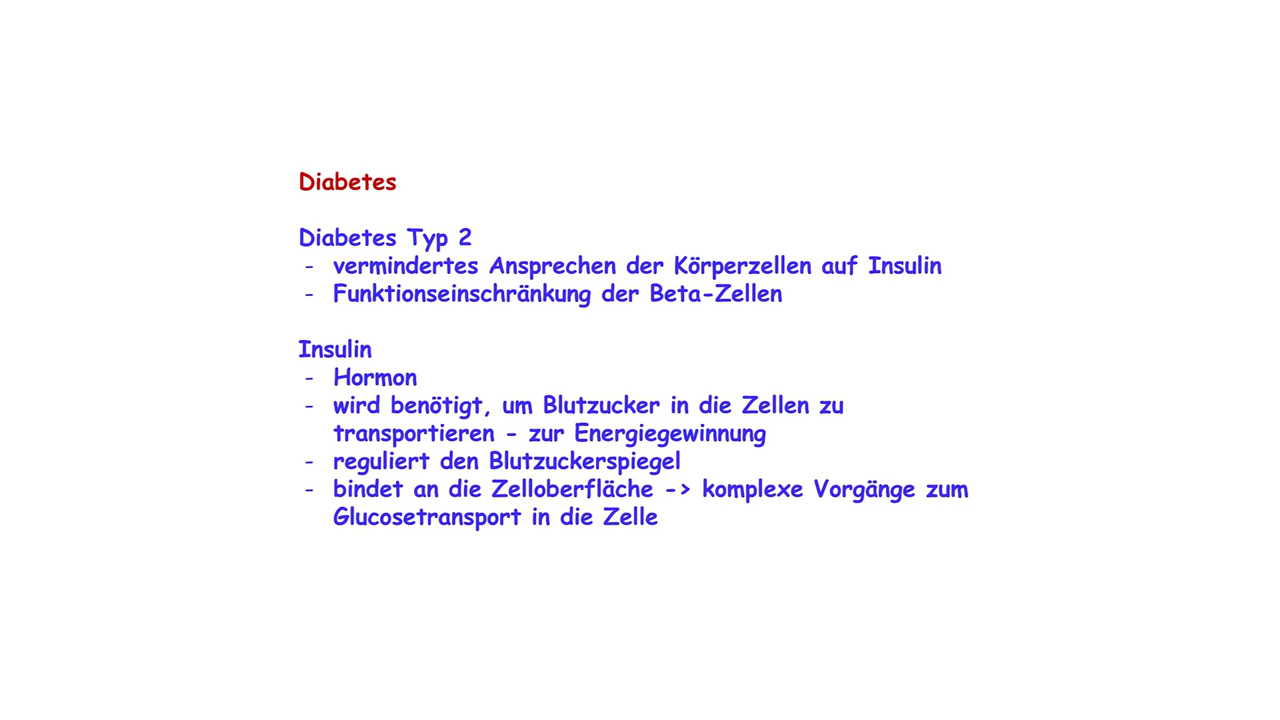 Diabetes
Diabetes Typ 2
- vermindertes Ansprechen der Körperzellen auf Insulin
- Funktionseinschränkung der Beta-Zellen
Insulin
- Hormon
- wird benötigt, um Blutzucker in die Zellen zu
transportieren - zur Energiegewinnung
- reguliert den Blutzuckerspiegel
- bindet an die Zelloberfläche -> komplexe Vorgänge zum
Glucosetransport in die Zelle